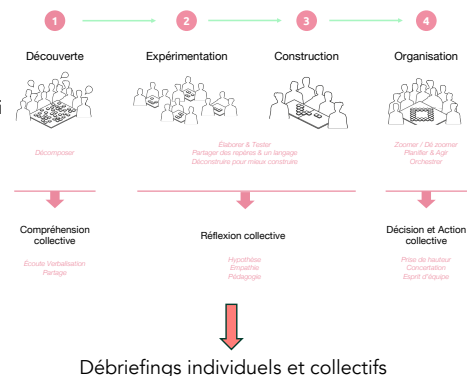 1
2
3
4
Découverte
Expérimentation
Construction
Organisation
i
Décomposer
Élaborer & Tester
Partager des repères & un langage
Déconstruire pour mieux construire
Zoomer / Dé zoomer
Planifier & Agir
Orchestrer
Compréhension
collective
Réflexion collective
Décision et Action
collective
Écoute Verbalisation
Partage
Hypothèse
Empathie
Pédagogie
Prise de hauteur
Concertation
Esprit d'équipe
Débriefings individuels et collectifs